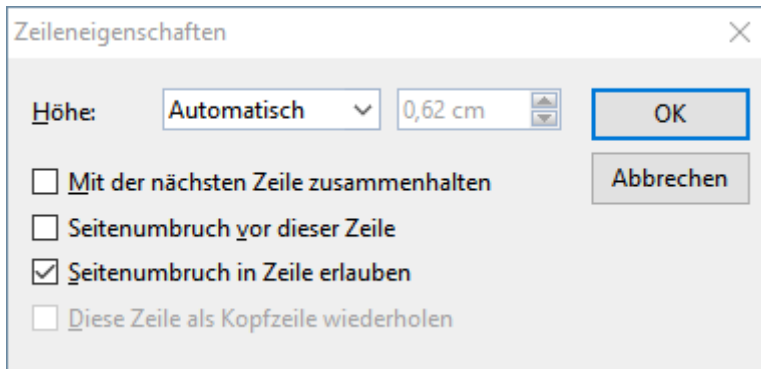 Zeileneigenschaften
Höhe: Automatisch 0,62 cm OK
Mit der nächsten Zeile zusammenhalten Abbrechen
Seitenumbruch vor dieser Zeile
Seitenumbruch in Zeile erlauben
Diese Zeile als Kopfzeile wiederholen